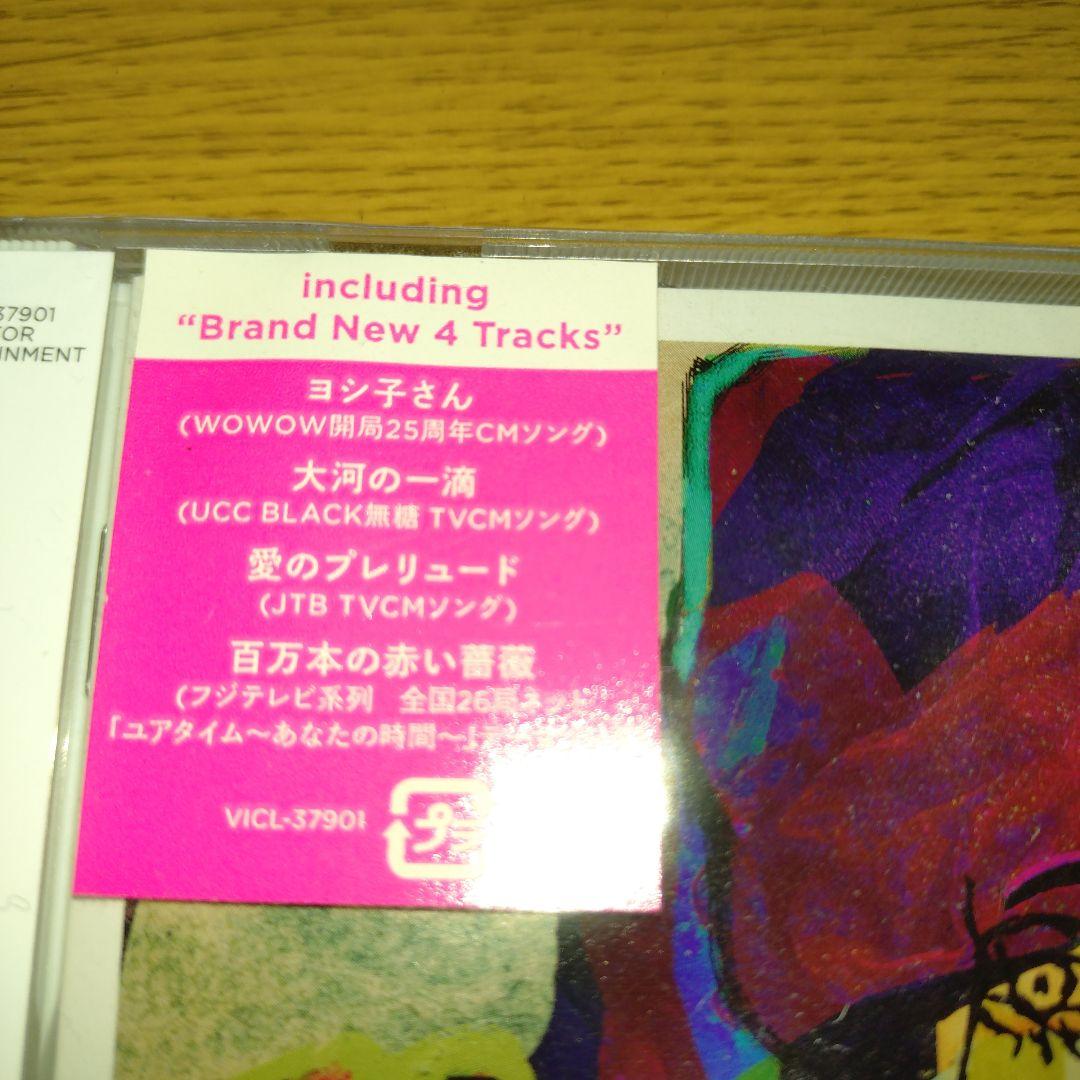 37901
INMENT
including
“Brand New 4 Tracks”
ヨシ子さん
(WOWOW開局25周年CMソング)
大河の一滴
(UCC BLACK無糖 TVCMソング)
愛のプレリュード
(JTB TVCMソング)
百万本の赤い薔薇
(フジテレビ系列 全国26局ネット
「ユアタイム〜あなたの時間〜」
VICL-37901
プラ